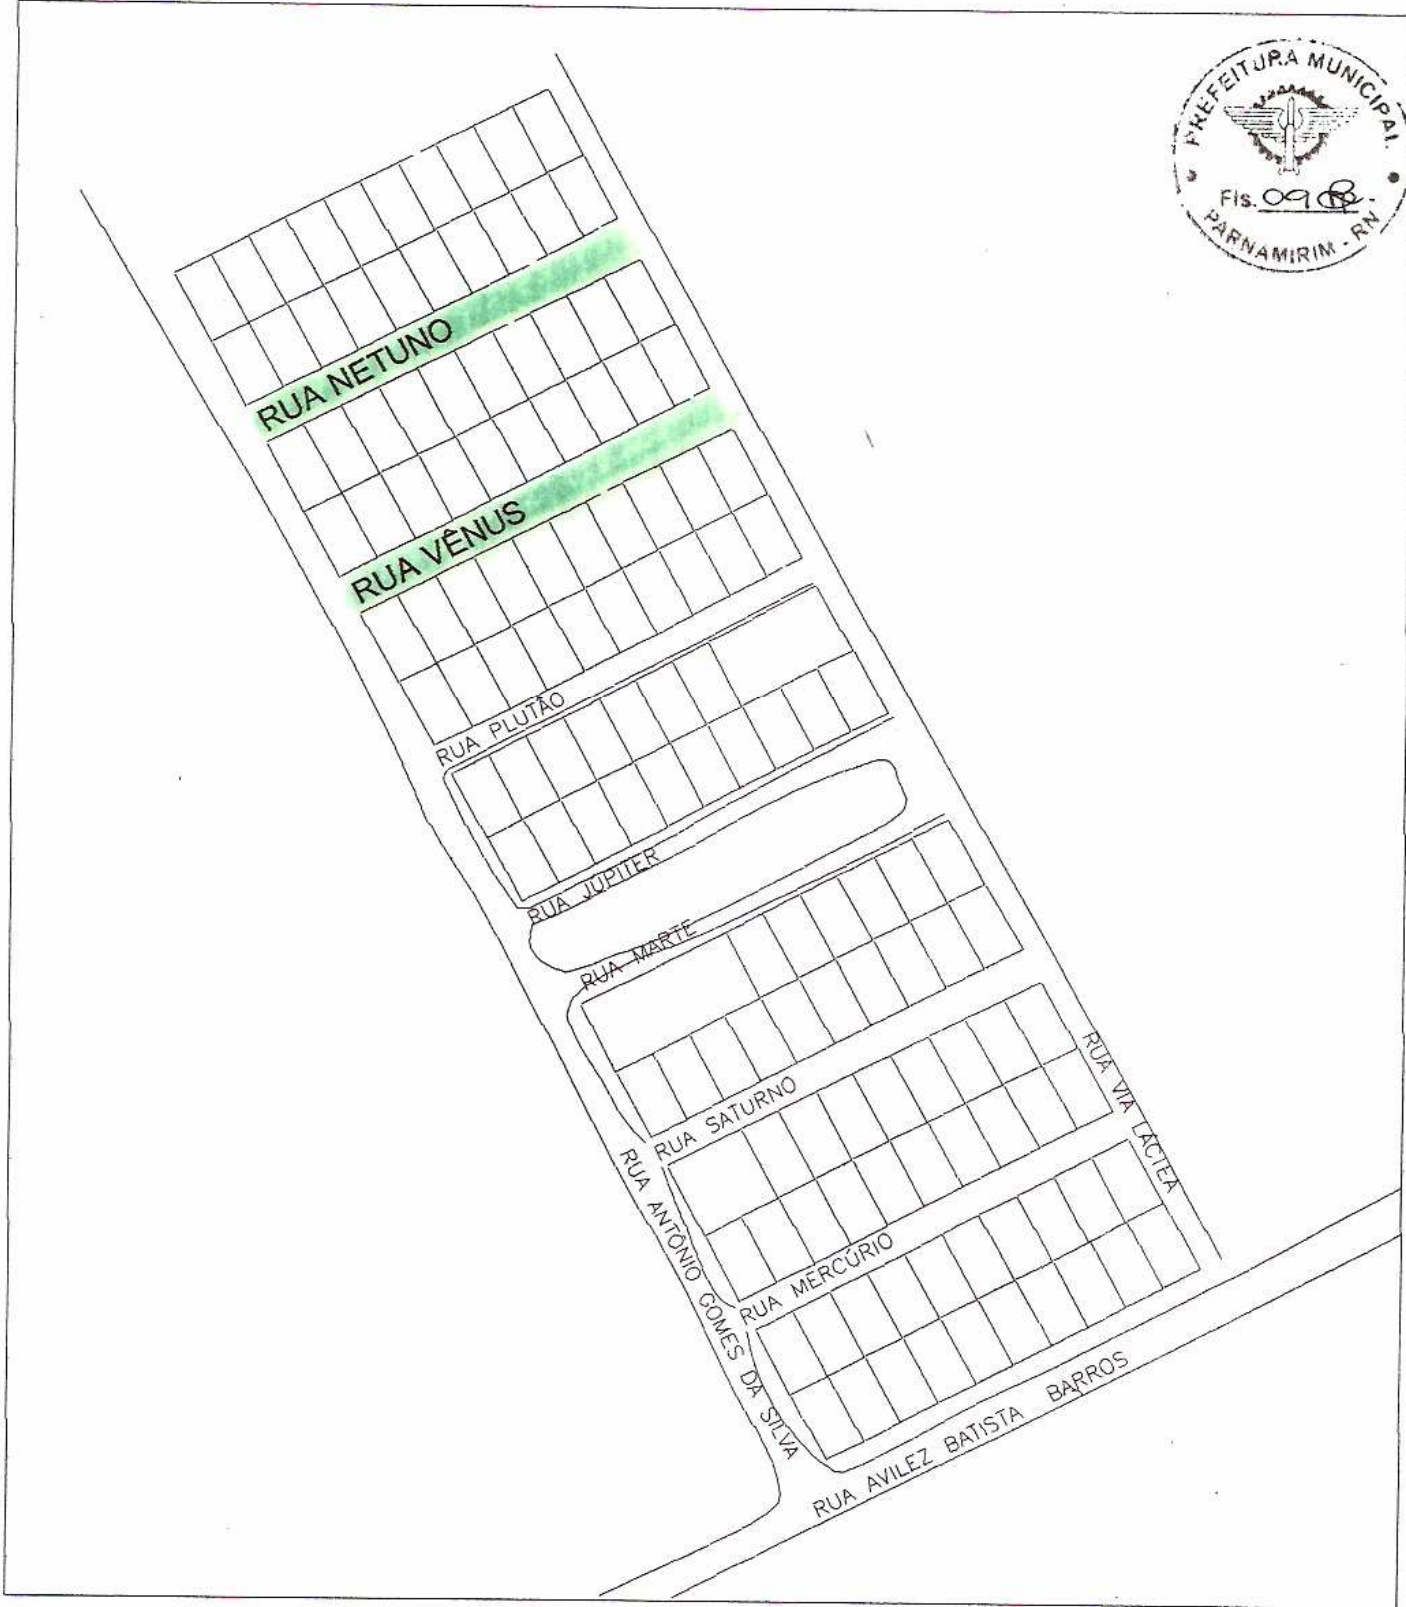 PREFEITURA MUNICIPAL
Fls. 09
PARNAMIRIM - RN
RUA NETUNO
RUA VÊNUS
RUA PLUTÃO
RUA JUPITER
RUA MARTE
RUA SATURNO
RUA VIA LÁCTEA
RUA MERCÚRIO
RUA ANTÔNIO GOMES DA SILVA
RUA AVILEZ BATISTA BARROS